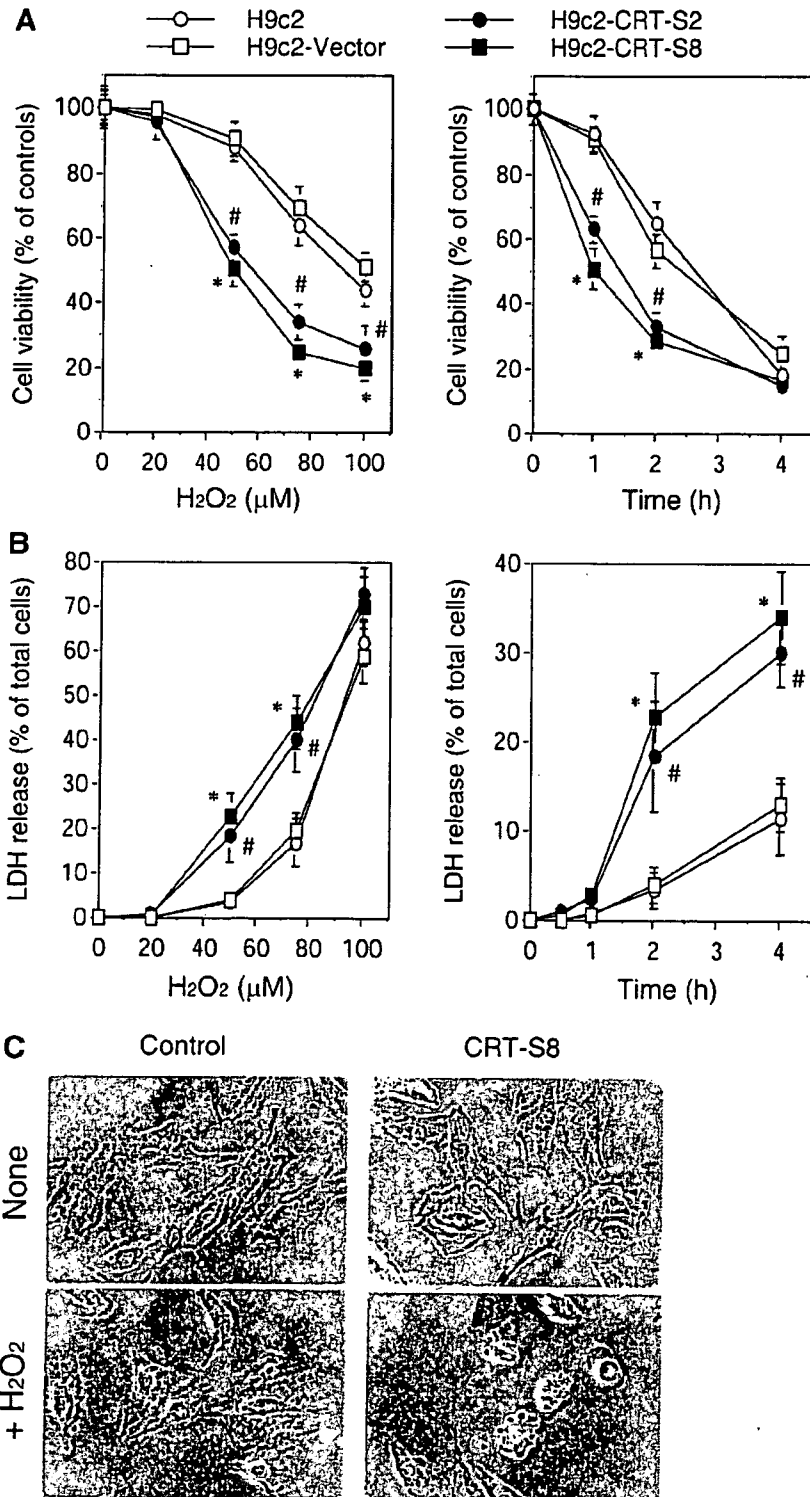 A
H9c2
H9c2-Vector
H9c2-CRT-S2
H9c2-CRT-S8
Cell viability (% of controls)
100
80
60
40
20
0
#
#
#
*
*
*
0 20 40 60 80 100
H2O2 (μM)
Cell viability (% of controls)
100
80
60
40
20
0
#
#
*
*
0 1 2 3 4
Time (h)
B
LDH release (% of total cells)
80
70
60
50
40
30
20
10
0
*
*
#
#
0 20 40 60 80 100
H2O2 (μM)
LDH release (% of total cells)
40
30
20
10
0
*
*
#
#
0 1 2 3 4
Time (h)
C
Control
CRT-S8
None
+ H2O2